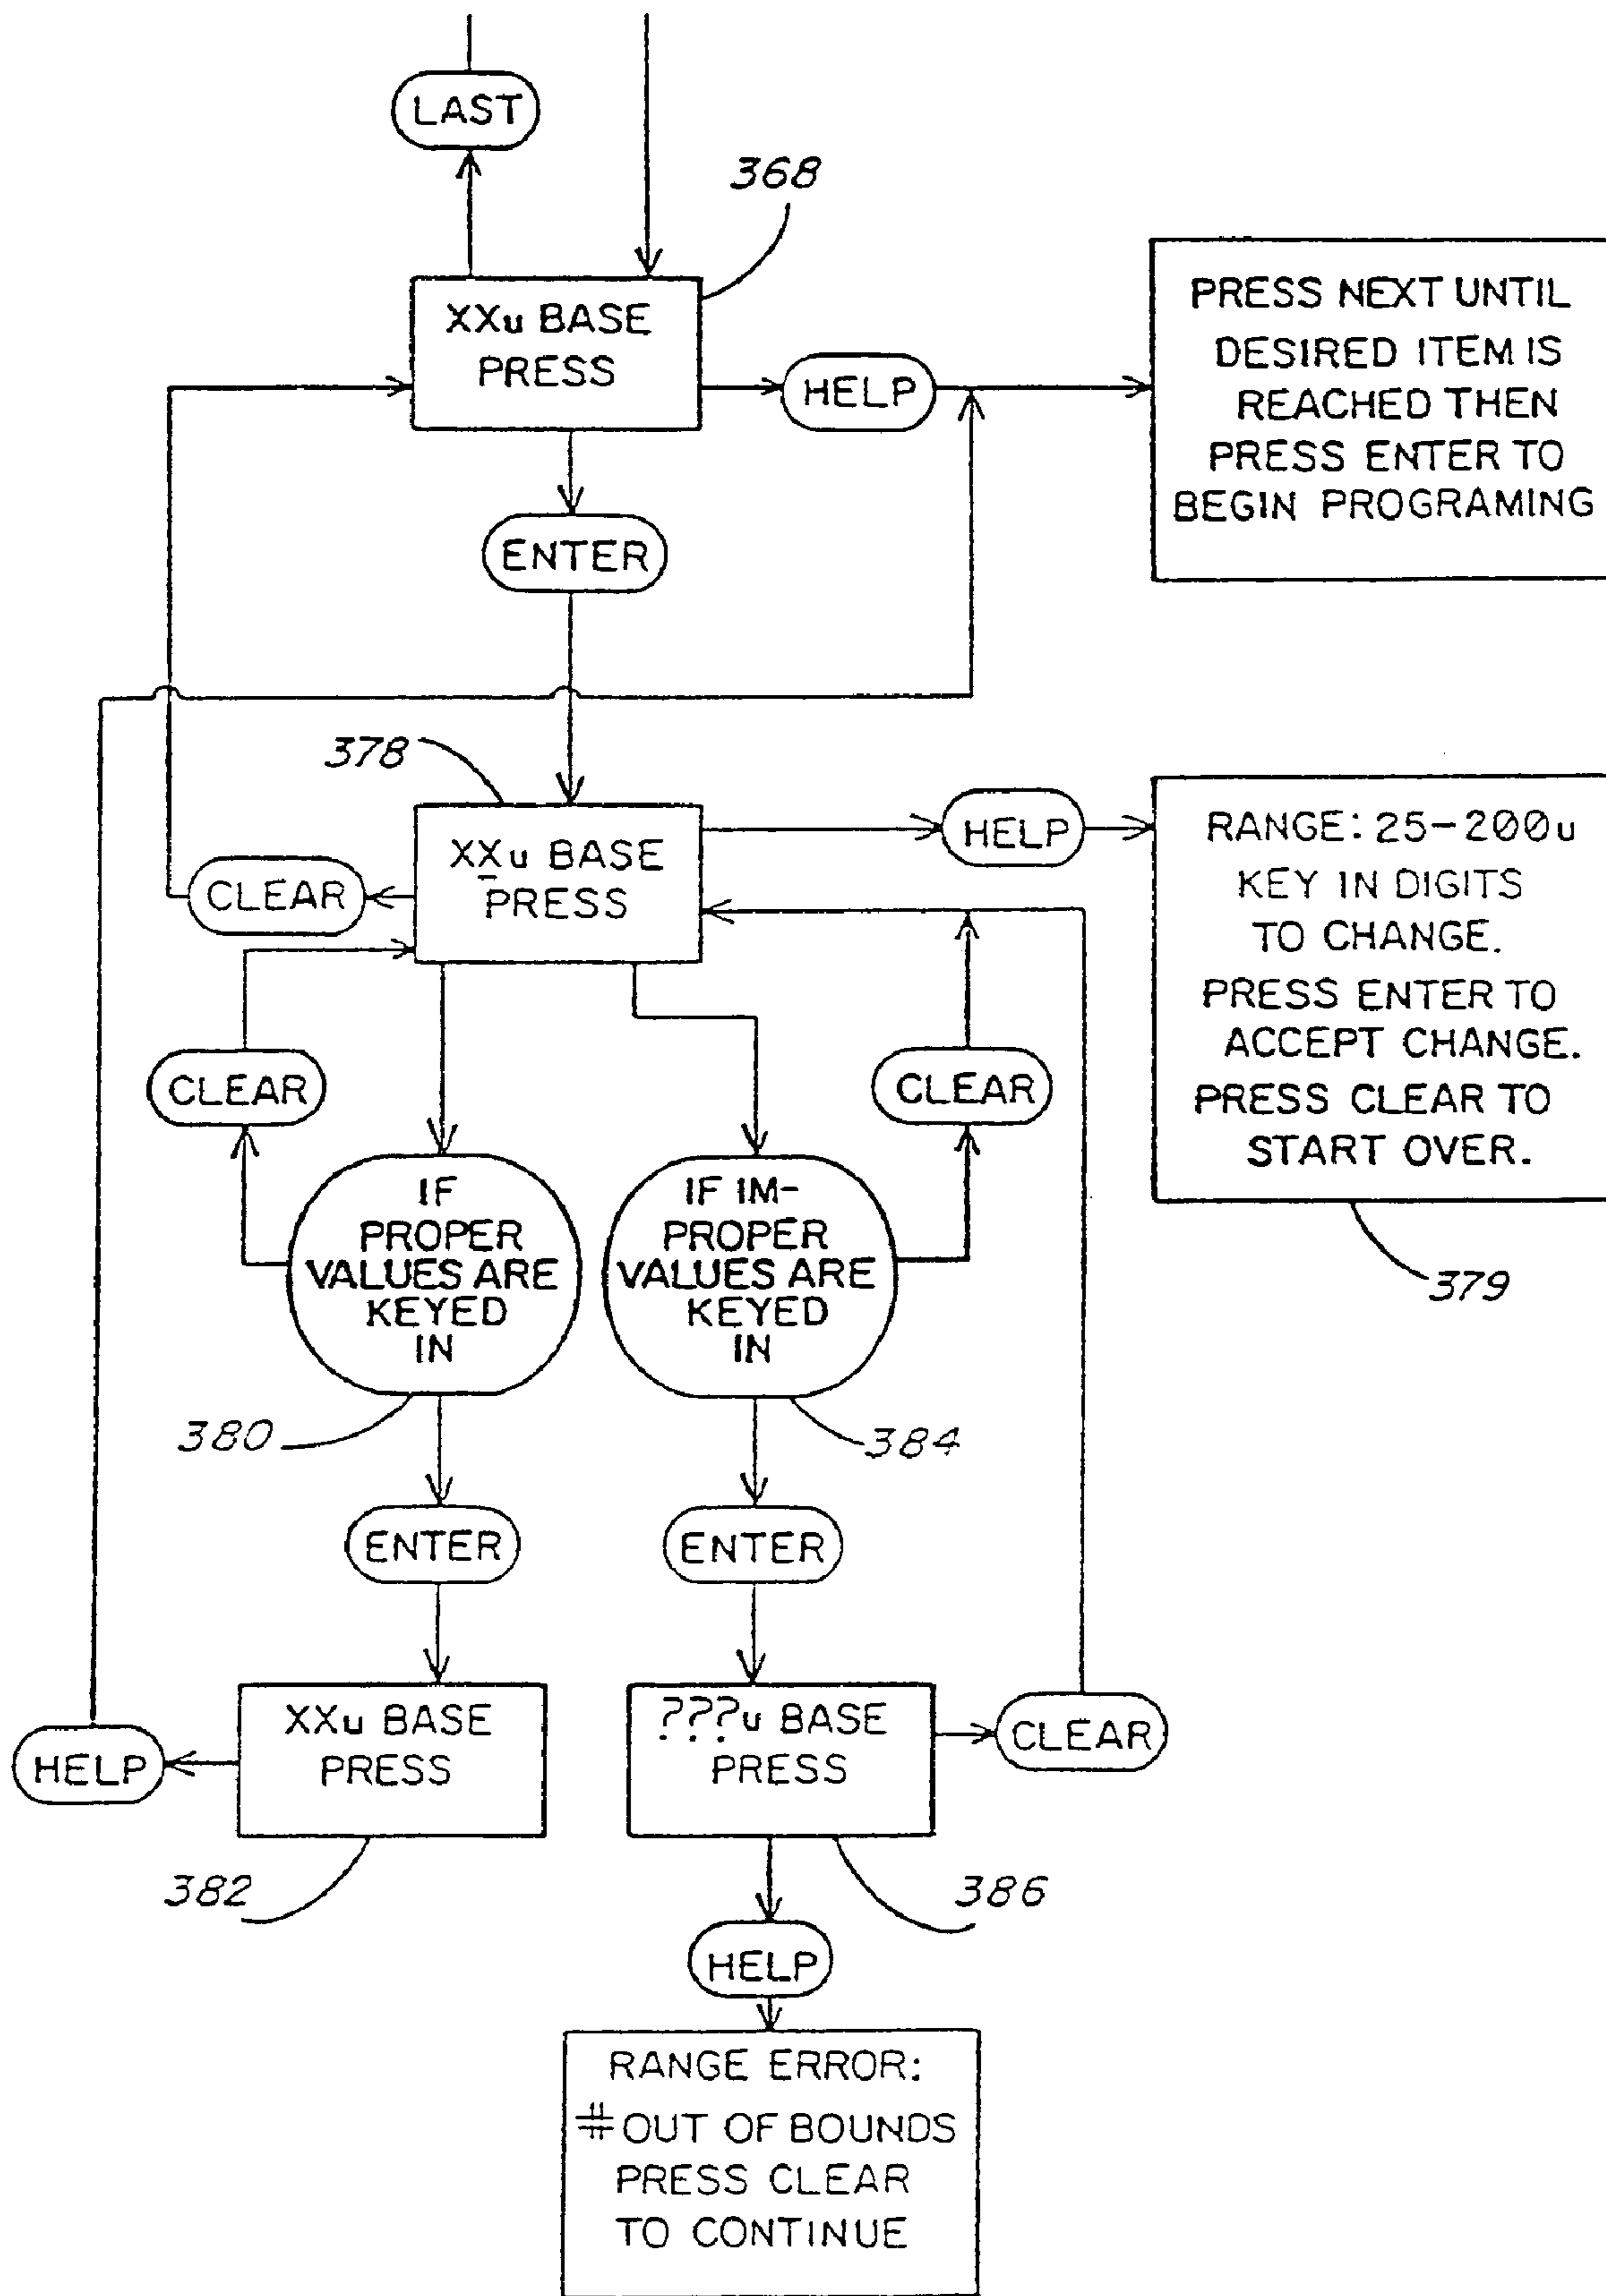 LAST
368
XXu BASE
PRESS
HELP
PRESS NEXT UNTIL
DESIRED ITEM IS
REACHED THEN
PRESS ENTER TO
BEGIN PROGRAMING
ENTER
378
XXu BASE
PRESS
HELP
RANGE: 25-200u
KEY IN DIGITS
TO CHANGE.
PRESS ENTER TO
ACCEPT CHANGE.
PRESS CLEAR TO
START OVER.
379
CLEAR
CLEAR
CLEAR
IF
PROPER
VALUES ARE
KEYED
IN
380
IF IM-
PROPER
VALUES ARE
KEYED
IN
384
ENTER
ENTER
HELP
XXu BASE
PRESS
382
???u BASE
PRESS
CLEAR
386
HELP
RANGE ERROR:
# OUT OF BOUNDS
PRESS CLEAR
TO CONTINUE